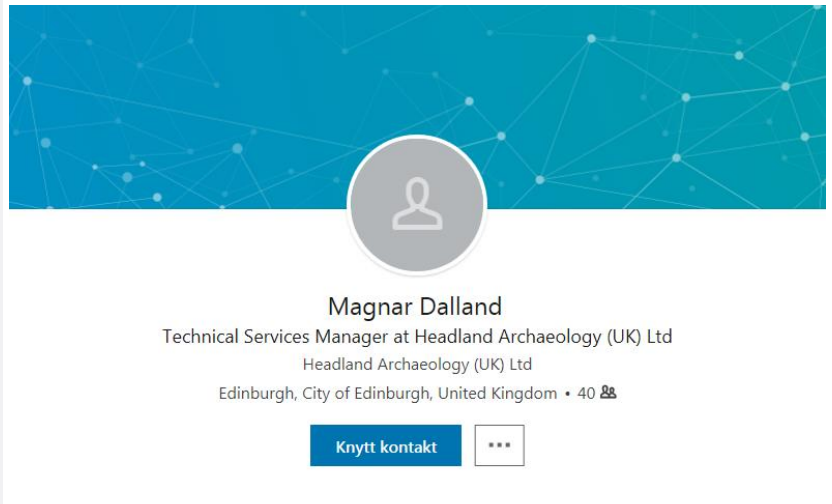 Magnar Dalland
Technical Services Manager at Headland Archaeology (UK) Ltd
Headland Archaeology (UK) Ltd
Edinburgh, City of Edinburgh, United Kingdom • 40
Knytt kontakt